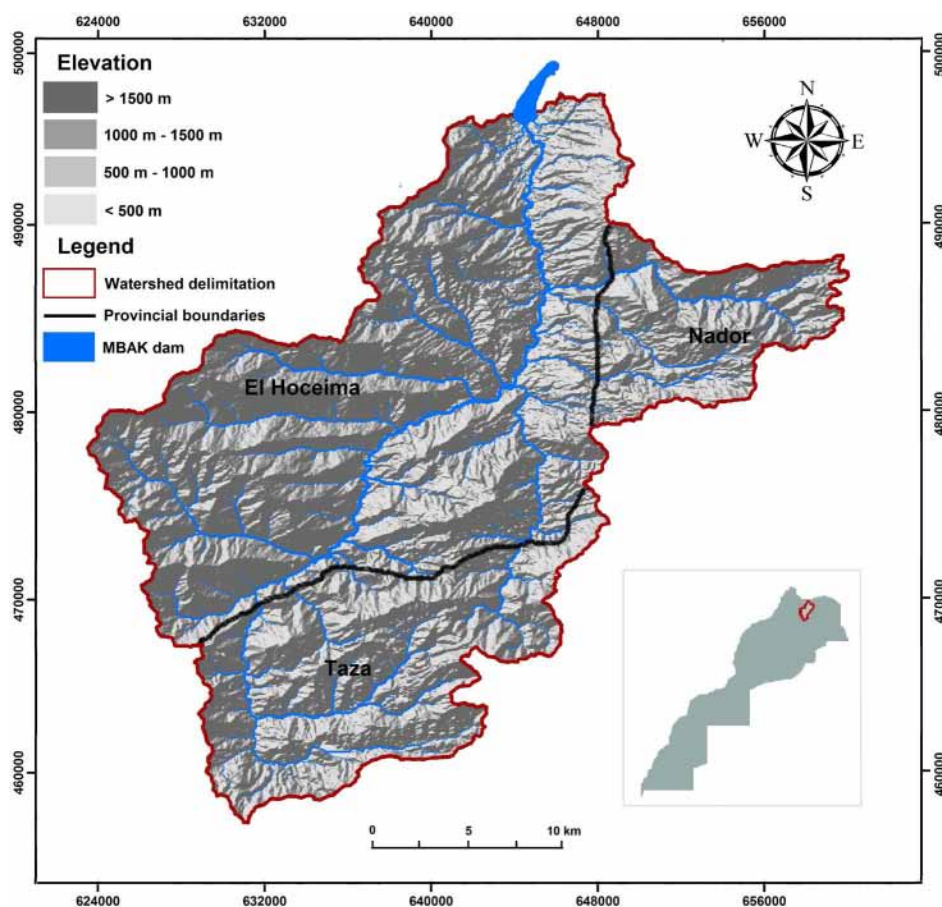 624000 632000 640000 648000 656000
500000 500000
Elevation
> 1500 m
1000 m - 1500 m
500 m - 1000 m
< 500 m
N
W E
S
490000 490000
Legend
Watershed delimitation
Provincial boundaries
MBAK dam
Nador
El Hoceima
480000 480000
470000 470000
Taza
460000 460000
0 5 10 km
624000 632000 640000 648000 656000